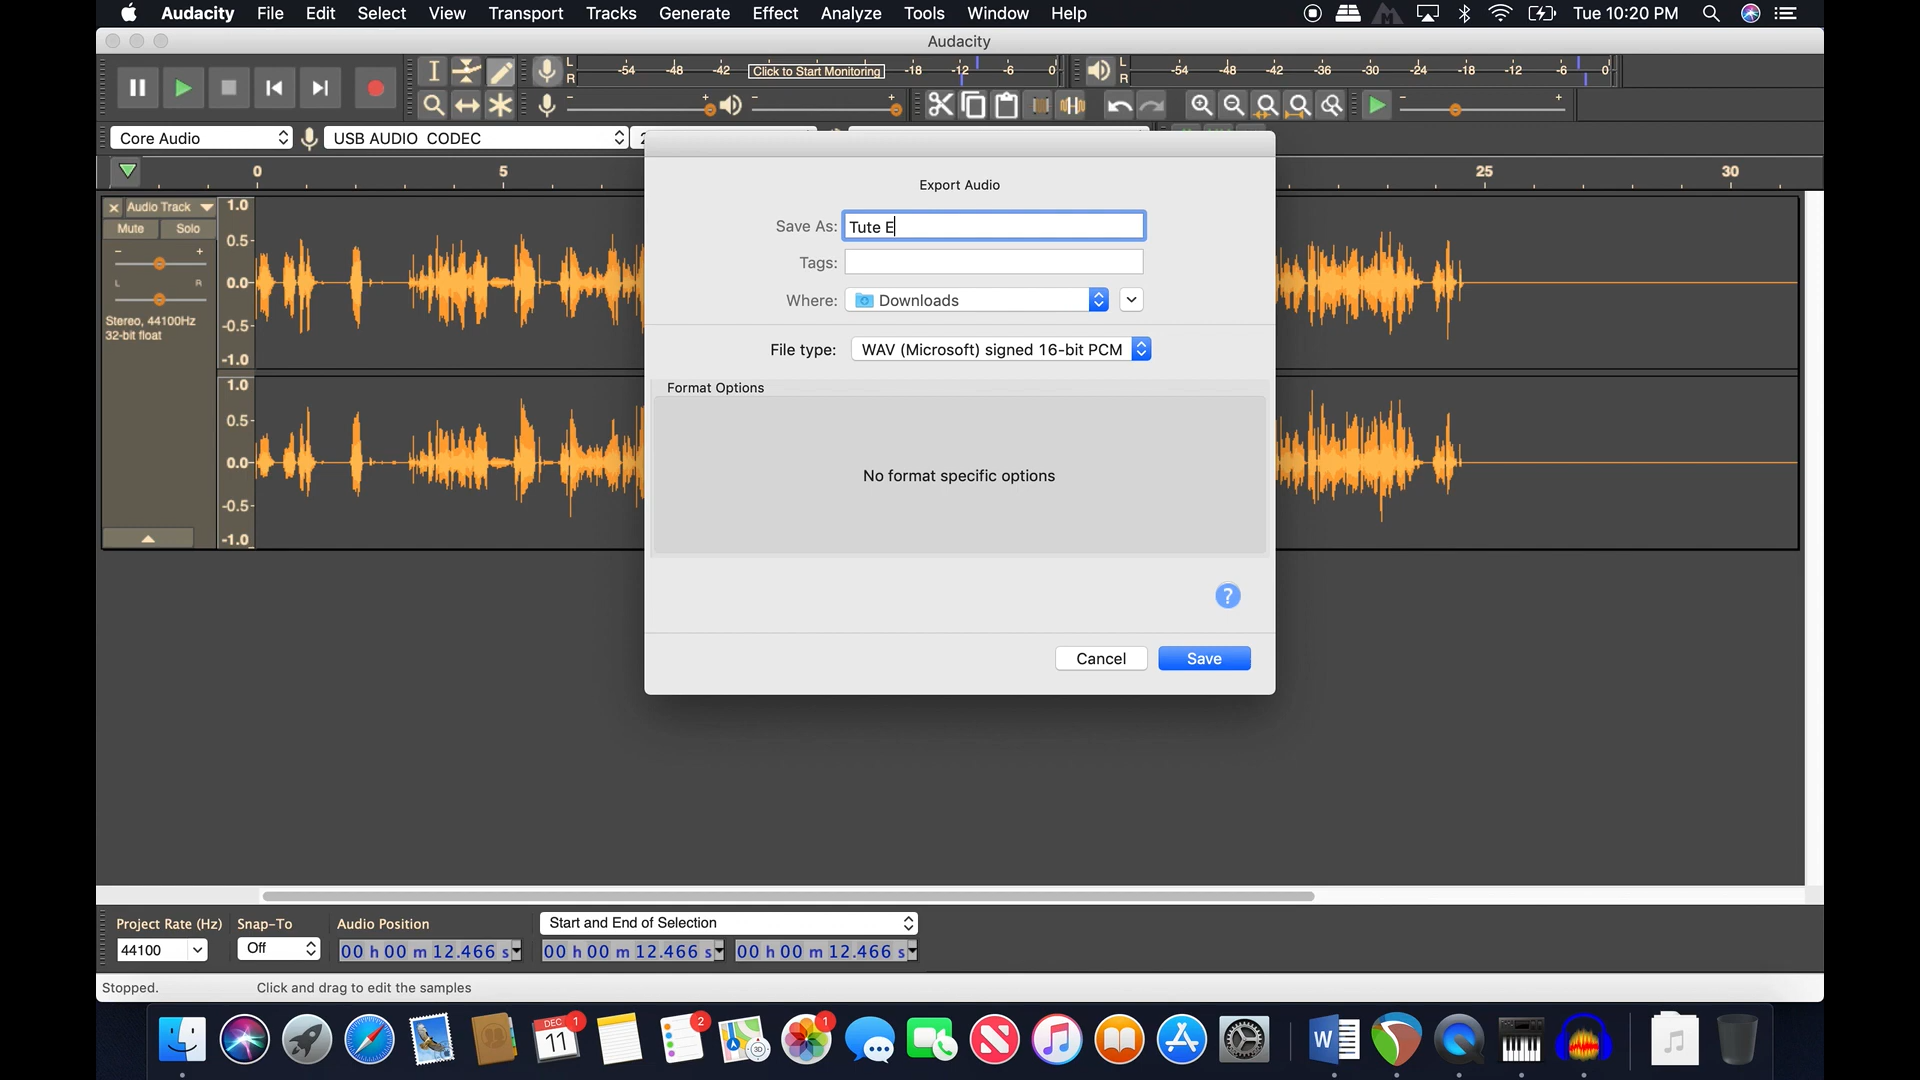 Audacity File Edit Select View Transport Tracks Generate Effect Analyze Tools Window Help Tue 10:20 PM
Audacity
L -54 -48 -42 Click to Start Monitoring -18 -12 -6 0 L -54 -48 -42 -36 -30 -24 -18 -12 -6 0
R R
- + - + - +
Core Audio USB AUDIO CODEC 2
0 5 25 30
Export Audio
Save As: Tute E
Tags:
Where: Downloads
File type: WAV (Microsoft) signed 16-bit PCM
Format Options
No format specific options
?
Cancel Save
Audio Track
Mute Solo
- +
L R
Stereo, 44100Hz
32-bit float
1.0
0.5
0.0
-0.5
-1.0
1.0
0.5
0.0
-0.5
-1.0
Project Rate (Hz) Snap-To Audio Position Start and End of Selection
44100 Off 00 h 00 m 12.466 s 00 h 00 m 12.466 s 00 h 00 m 12.466 s
Stopped. Click and drag to edit the samples
DEC 11 1 2 3D 1